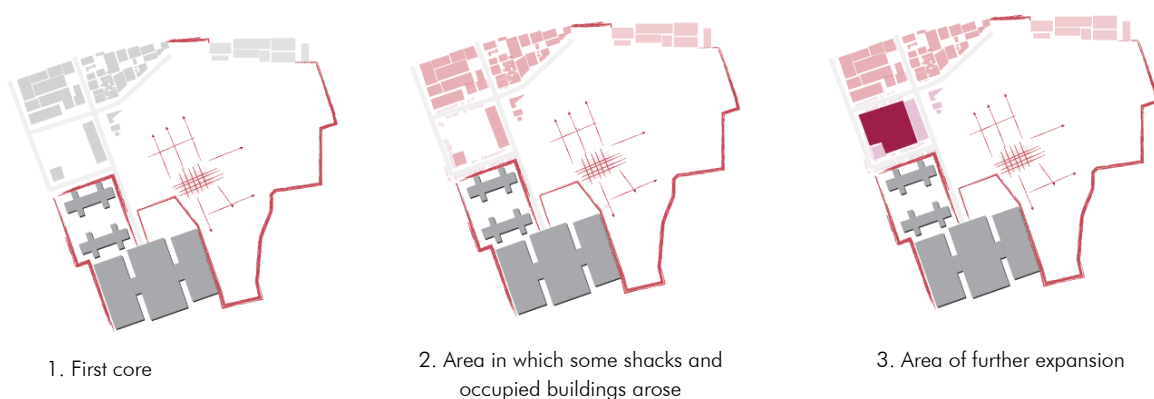 1. First core
2. Area in which some shacks and
occupied buildings arose
3. Area of further expansion